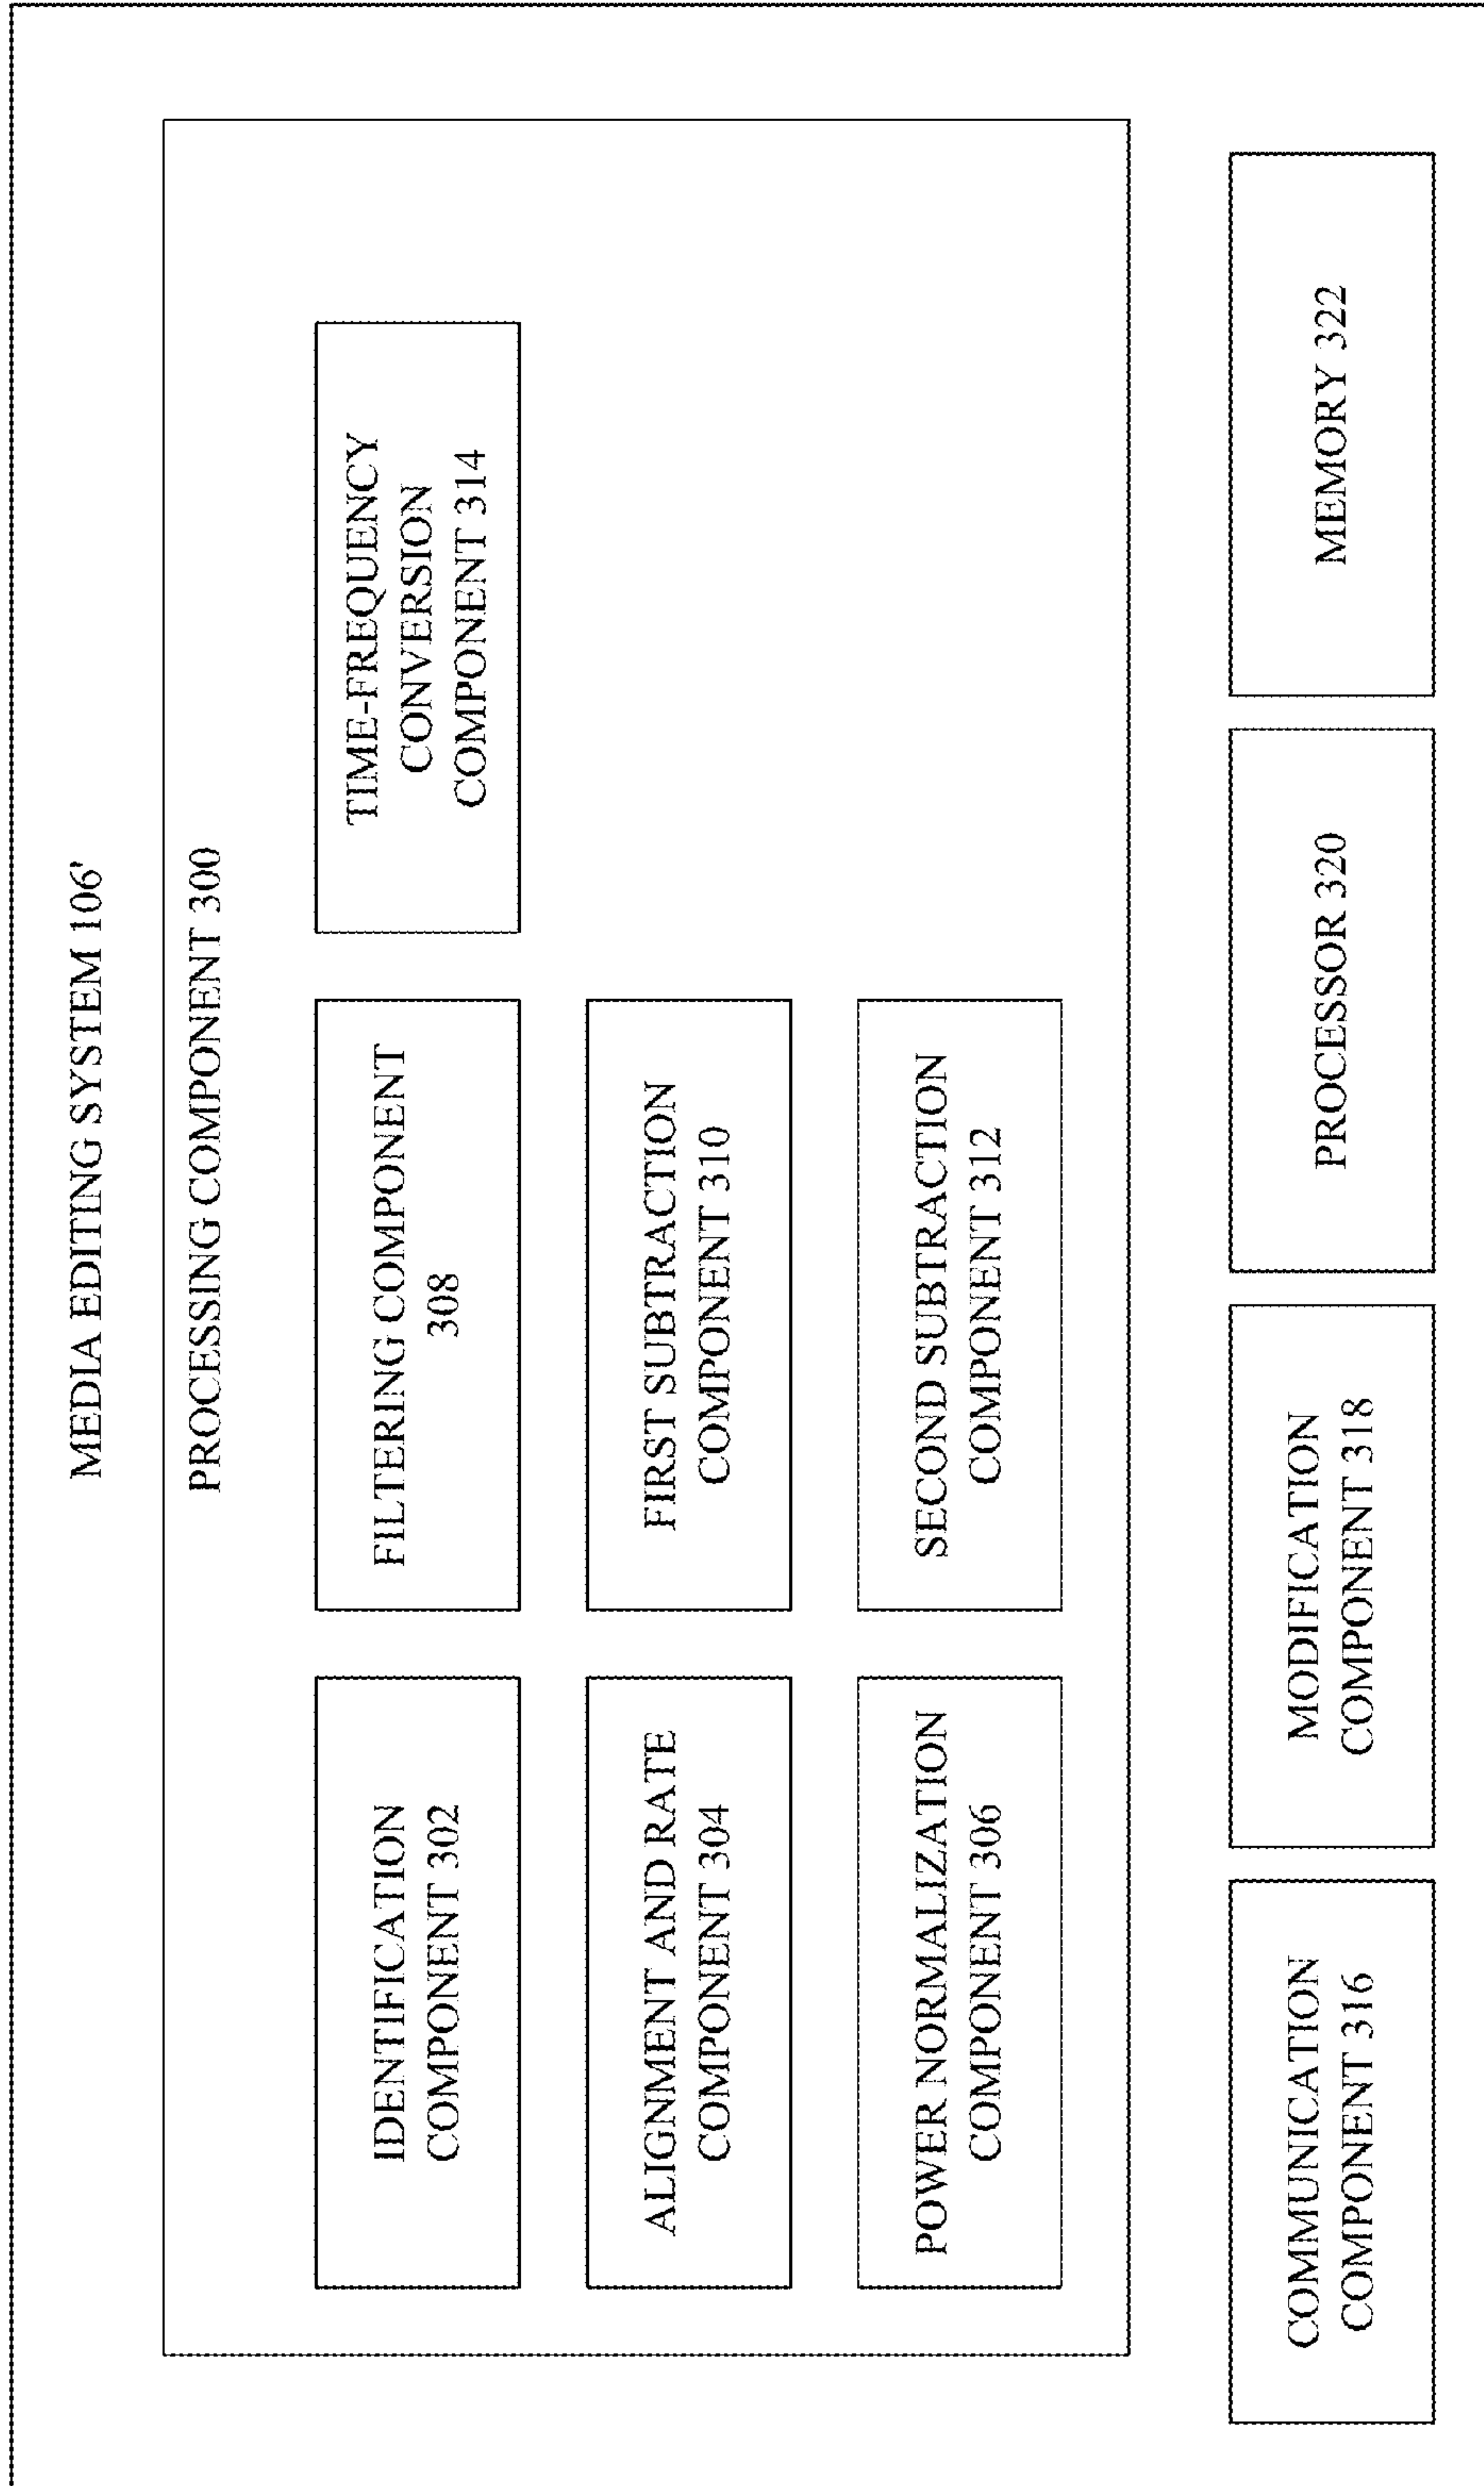 MEDIA EDITING SYSTEM 106'
PROCESSING COMPONENT 300
IDENTIFICATION
COMPONENT 302
ALIGNMENT AND RATE
COMPONENT 304
POWER NORMALIZATION
COMPONENT 306
FILTERING COMPONENT
308
FIRST SUBTRACTION
COMPONENT 310
SECOND SUBTRACTION
COMPONENT 312
TIME-FREQUENCY
CONVERSION
COMPONENT 314
COMMUNICATION
COMPONENT 316
MODIFICATION
COMPONENT 318
PROCESSOR 320
MEMORY 322